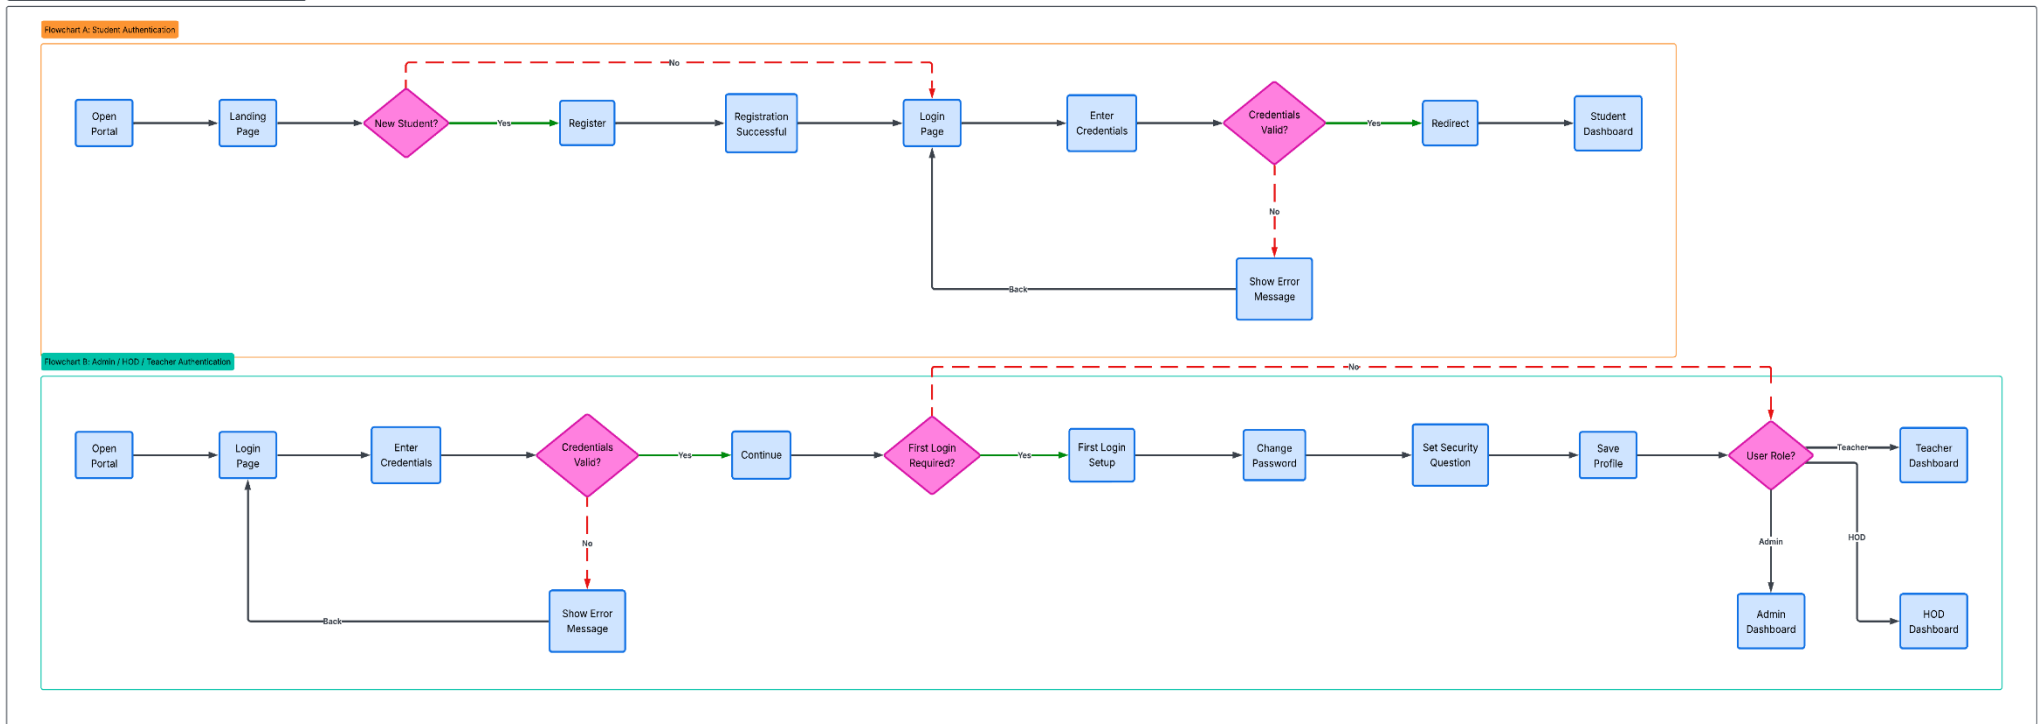 Flowchart A: Student Authentication
No
Open
Portal
Landing
Page
New Student?
Yes
Register
Registration
Successful
Login
Page
Enter
Credentials
Credentials
Valid?
Yes
Redirect
Student
Dashboard
No
Show Error
Message
Back
Flowchart B: Admin / HOD / Teacher Authentication
No
Open
Portal
Login
Page
Enter
Credentials
Credentials
Valid?
Yes
Continue
First Login
Required?
Yes
First Login
Setup
Change
Password
Set Security
Question
Save
Profile
User Role?
Teacher
Teacher
Dashboard
No
Admin
HOD
Show Error
Message
Back
Admin
Dashboard
HOD
Dashboard